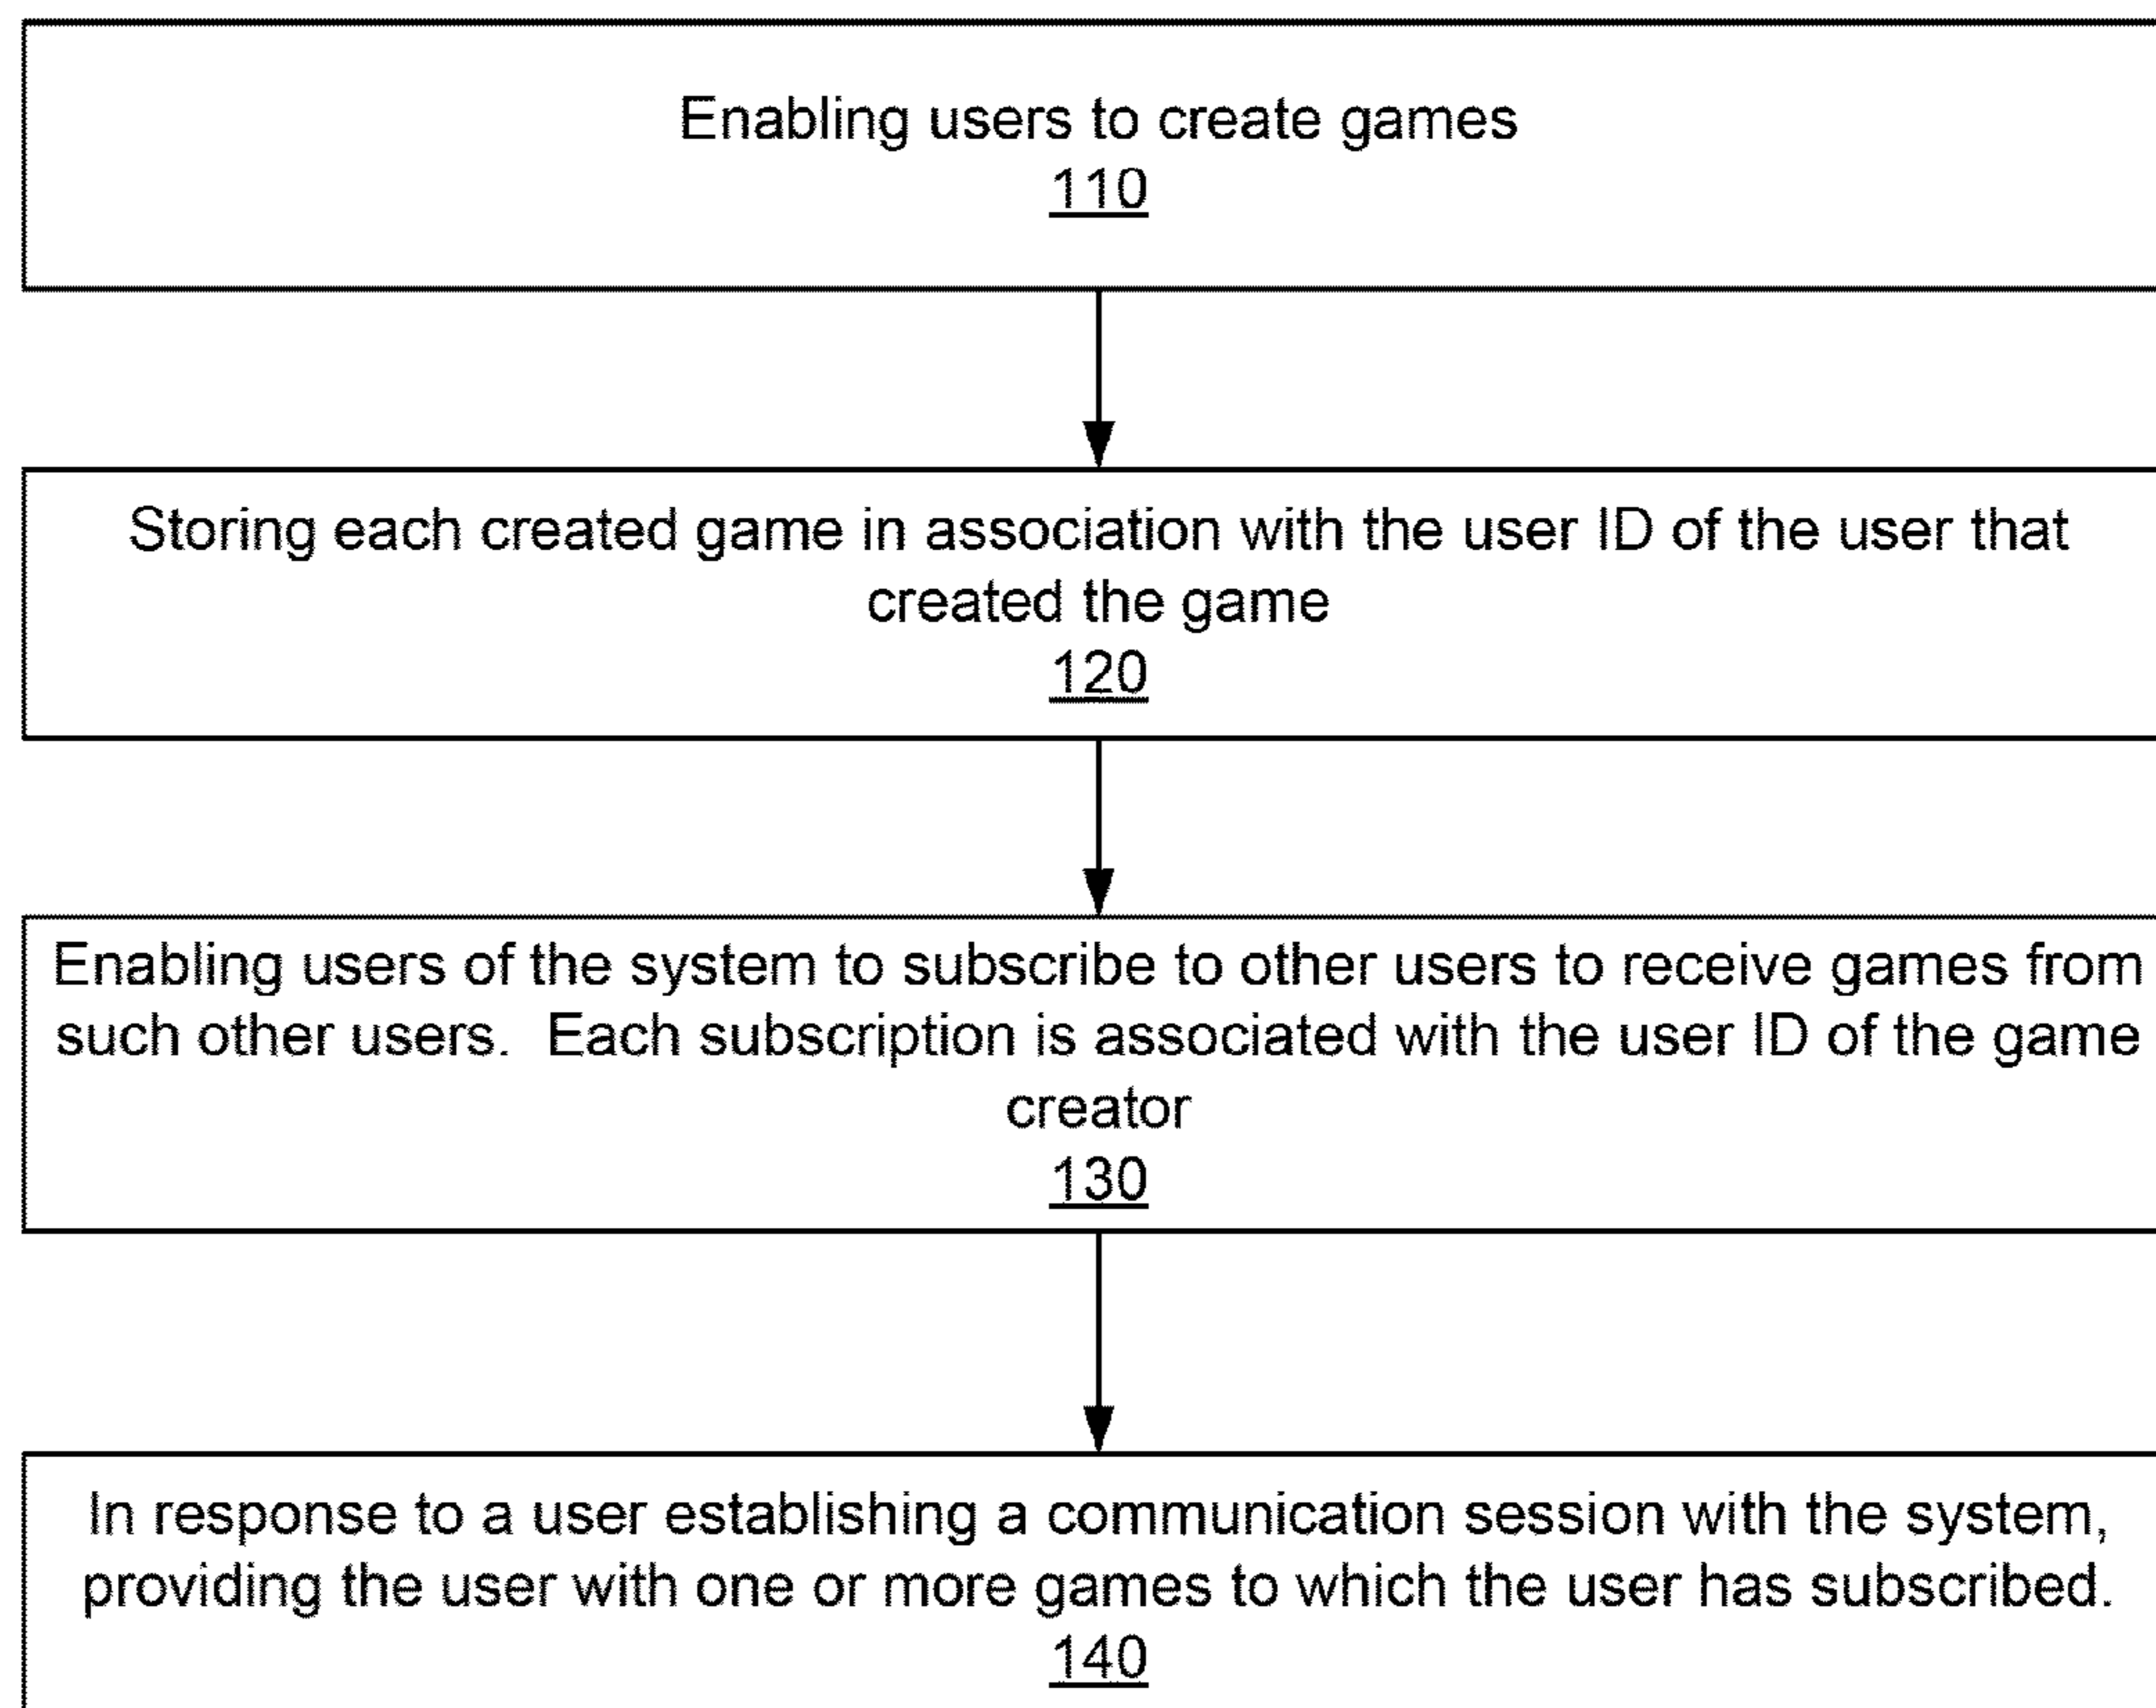 Enabling users to create games
110
Storing each created game in association with the user ID of the user that
created the game
120
Enabling users of the system to subscribe to other users to receive games from
such other users.  Each subscription is associated with the user ID of the game
creator
130
In response to a user establishing a communication session with the system,
providing the user with one or more games to which the user has subscribed.
140